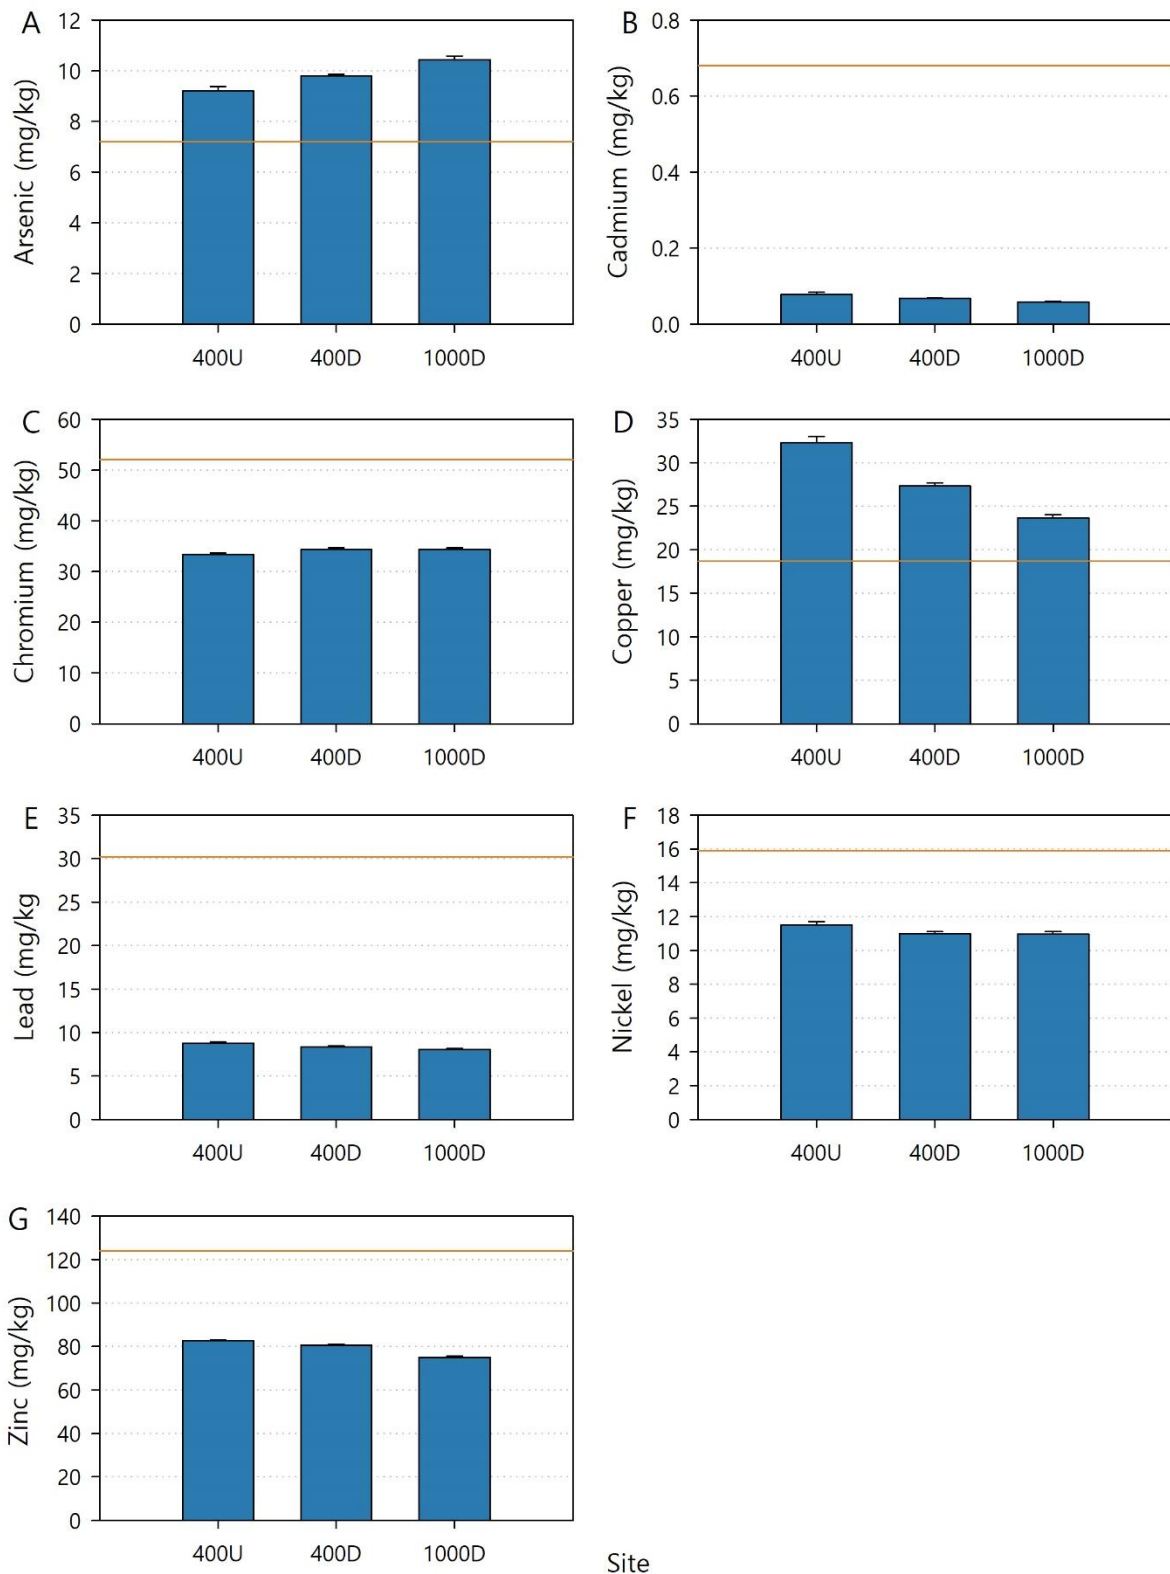 A
Arsenic (mg/kg)
12
10
8
6
4
2
0
400U 400D 1000D
B
Cadmium (mg/kg)
0.8
0.6
0.4
0.2
0.0
400U 400D 1000D
C
Chromium (mg/kg)
60
50
40
30
20
10
0
400U 400D 1000D
D
Copper (mg/kg)
35
30
25
20
15
10
5
0
400U 400D 1000D
E
Lead (mg/kg
35
30
25
20
15
10
5
0
400U 400D 1000D
F
Nickel (mg/kg)
18
16
14
12
10
8
6
4
2
0
400U 400D 1000D
G
Zinc (mg/kg)
140
120
100
80
60
40
20
0
400U 400D 1000D
Site